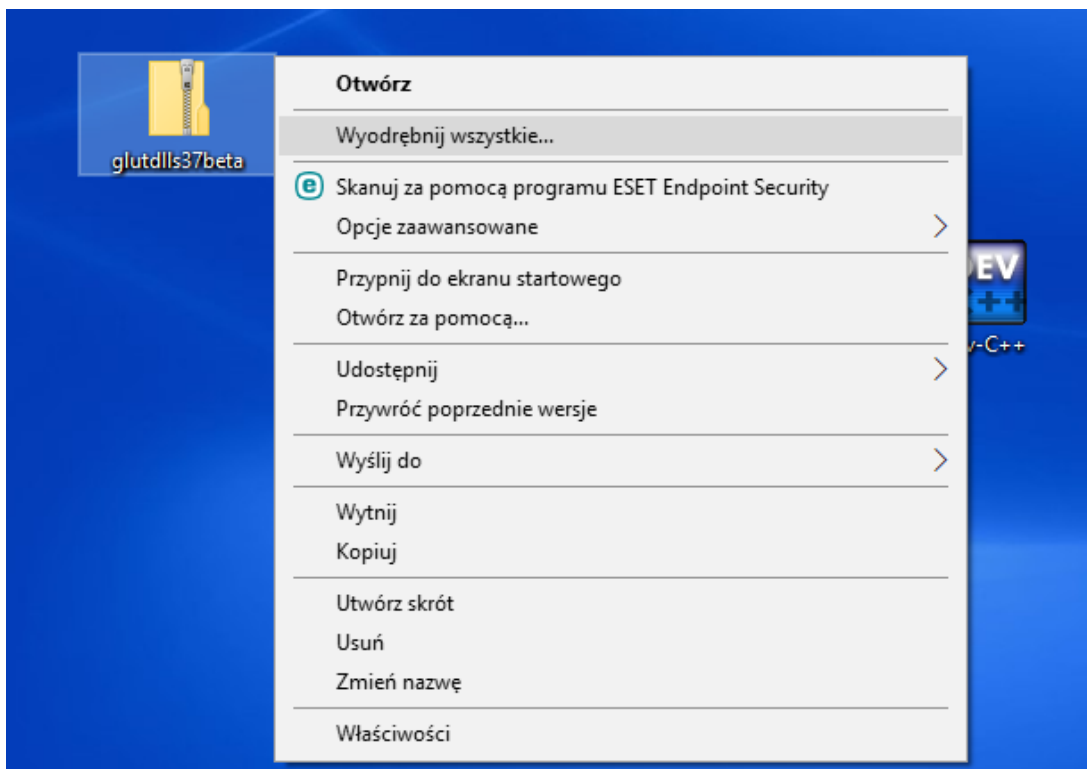 glutdlls37beta
Otwórz
Wyodrębnij wszystkie...
Skanuj za pomocą programu ESET Endpoint Security
Opcje zaawansowane
Przypnij do ekranu startowego
Otwórz za pomocą...
Udostępnij
Przywróć poprzednie wersje
Wyślij do
Wytnij
Kopiuj
Utwórz skrót
Usuń
Zmień nazwę
Właściwości
EV
++
v-C++